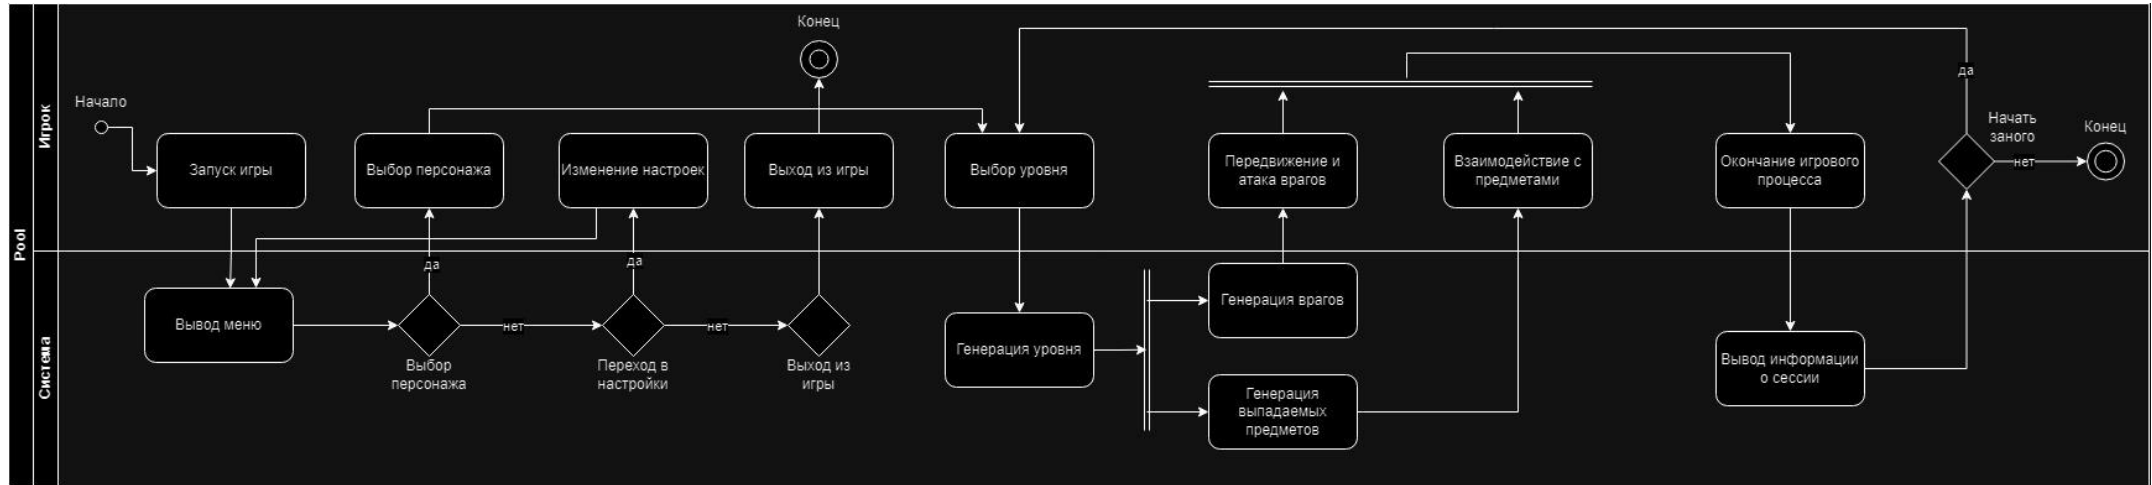 Pool
Игрок
Система
Начало
Запуск игры
Вывод меню
Выбор персонажа
да
Выбор
персонажа
нет
Изменение настроек
да
Переход в
настройки
нет
Конец
Выход из игры
Выход из
игры
Выбор уровня
Генерация уровня
Передвижение и
атака врагов
Генерация врагов
Генерация
выпадаемых
предметов
Взаимодействие с
предметами
Окончание игрового
процесса
Вывод информации
о сессии
да
Начать
заного
нет
Конец